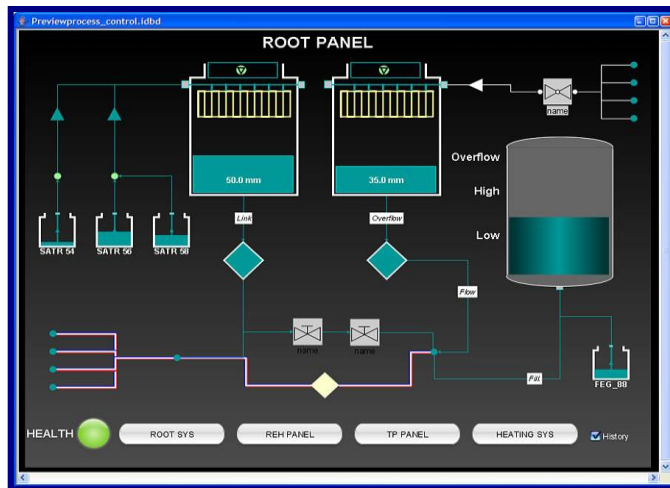 Previewprocess_control.idbd
ROOT PANEL
name
Overflow
High
Low
50.0 mm
35.0 mm
Link
Overflow
SATR 54
SATR 56
SATR 58
Flow
name
name
Fill
FEG_88
HEALTH
ROOT SYS
REH PANEL
TP PANEL
HEATING SYS
History